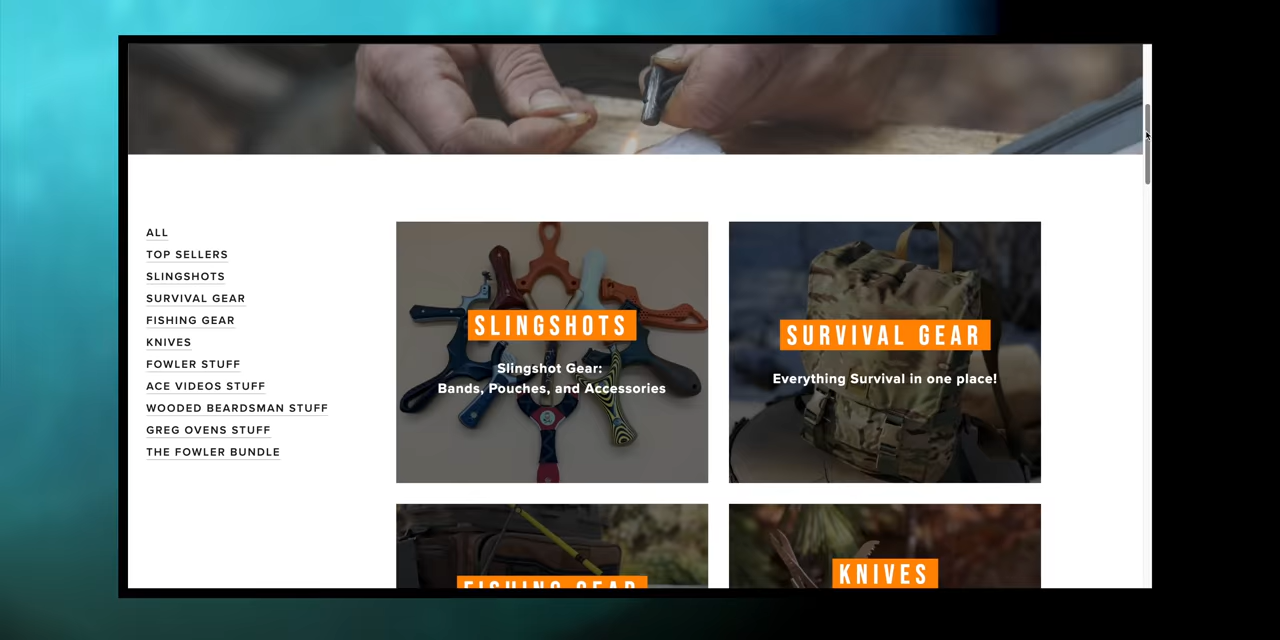 ALL
TOP SELLERS
SLINGSHOTS
SURVIVAL GEAR
FISHING GEAR
KNIVES
FOWLER STUFF
ACE VIDEOS STUFF
WOODED BEARDSMAN STUFF
GREG OVENS STUFF
THE FOWLER BUNDLE
SLINGSHOTS
Slingshot Gear:
Bands, Pouches, and Accessories
SURVIVAL GEAR
Everything Survival in one place!
FISHING GEAR
KNIVES